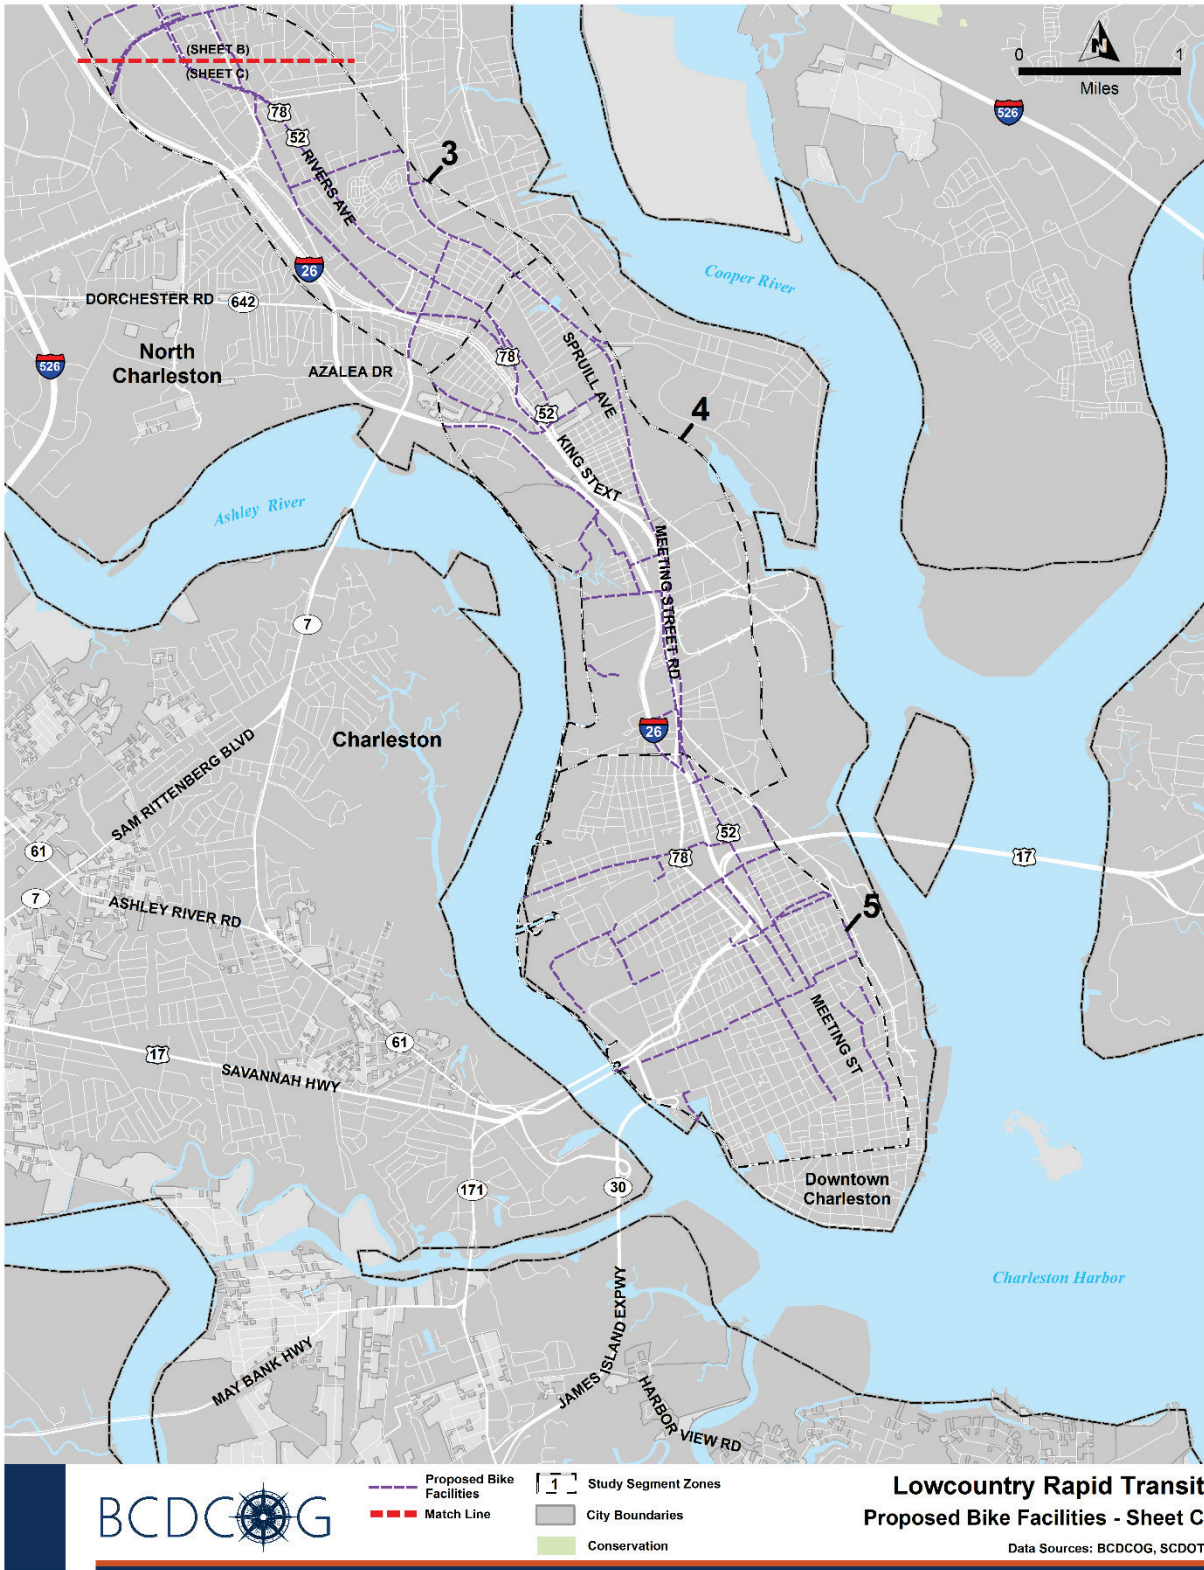 (SHEET B)
(SHEET C)
N
0 1
Miles
526
78
52
RIVERS AVE
3
26
Cooper River
DORCHESTER RD
642
North
Charleston
526
AZALEA DR
78
SPRUILL AVE
52
4
KING STEXT
Ashley River
MEETING STREET RD
7
Charleston
26
SAM RITTENBERG BLVD
52
61
78
17
7
ASHLEY RIVER RD
5
MEETING ST
61
17
SAVANNAH HWY
Downtown
Charleston
171
30
Charleston Harbor
JAMES ISLAND EXPWY
MAY BANK HWY
HARBOR VIEW RD
BCDCOG
Proposed Bike
Facilities
Match Line
1
Study Segment Zones
City Boundaries
Conservation
Lowcountry Rapid Transit
Proposed Bike Facilities - Sheet C
Data Sources: BCDCOG, SCDOT